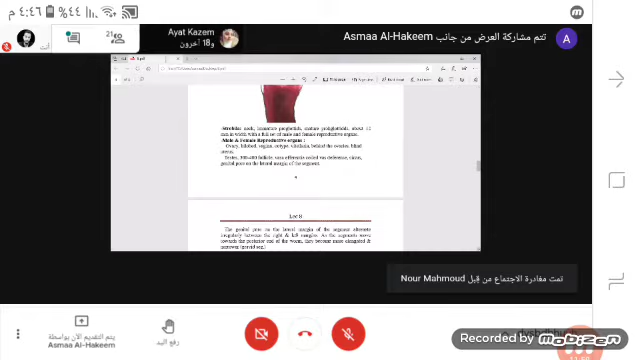 ٤:٤٦ م
٪٤٤
تتم مشاركة العرض من جانب Asmaa Al-Hakeem
A
21
Ayat Kazem
و18 آخرون
أنت
-Strobila: neck, immature proglottids, mature proglottids, about 12
mm in width with a full set of male and female reproductive organs.
-Male & Female Reproductive organs :
Ovary, bilobed, vagina, ootype, vitellaria, behind the ovaries, blind
uterus.
Testes, 300-400 follicles, vasa efferentia coiled vas deference, cirrus,
genital pore on the lateral margin of the segment.
Lec 8
The genital pore on the lateral margin of the segment alternate
irregularly between the right & left margins. As the segments move
towards the posterior end of the worm, they become more elongated &
narrower (gravid seg.)
تمت مغادرة الاجتماع من قِبل Nour Mahmoud
يتم التقديم الآن بواسطة
Asmaa Al-Hakeem
رفع اليد
Recorded by mobizen